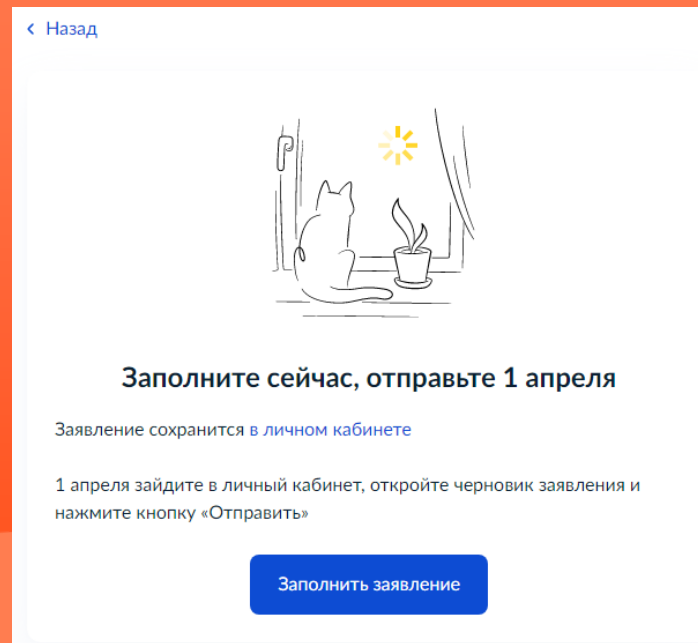 Назад
Заполните сейчас, отправьте 1 апреля
Заявление сохранится в личном кабинете
1 апреля зайдите в личный кабинет, откройте черновик заявления и
нажмите кнопку «Отправить»
Заполнить заявление